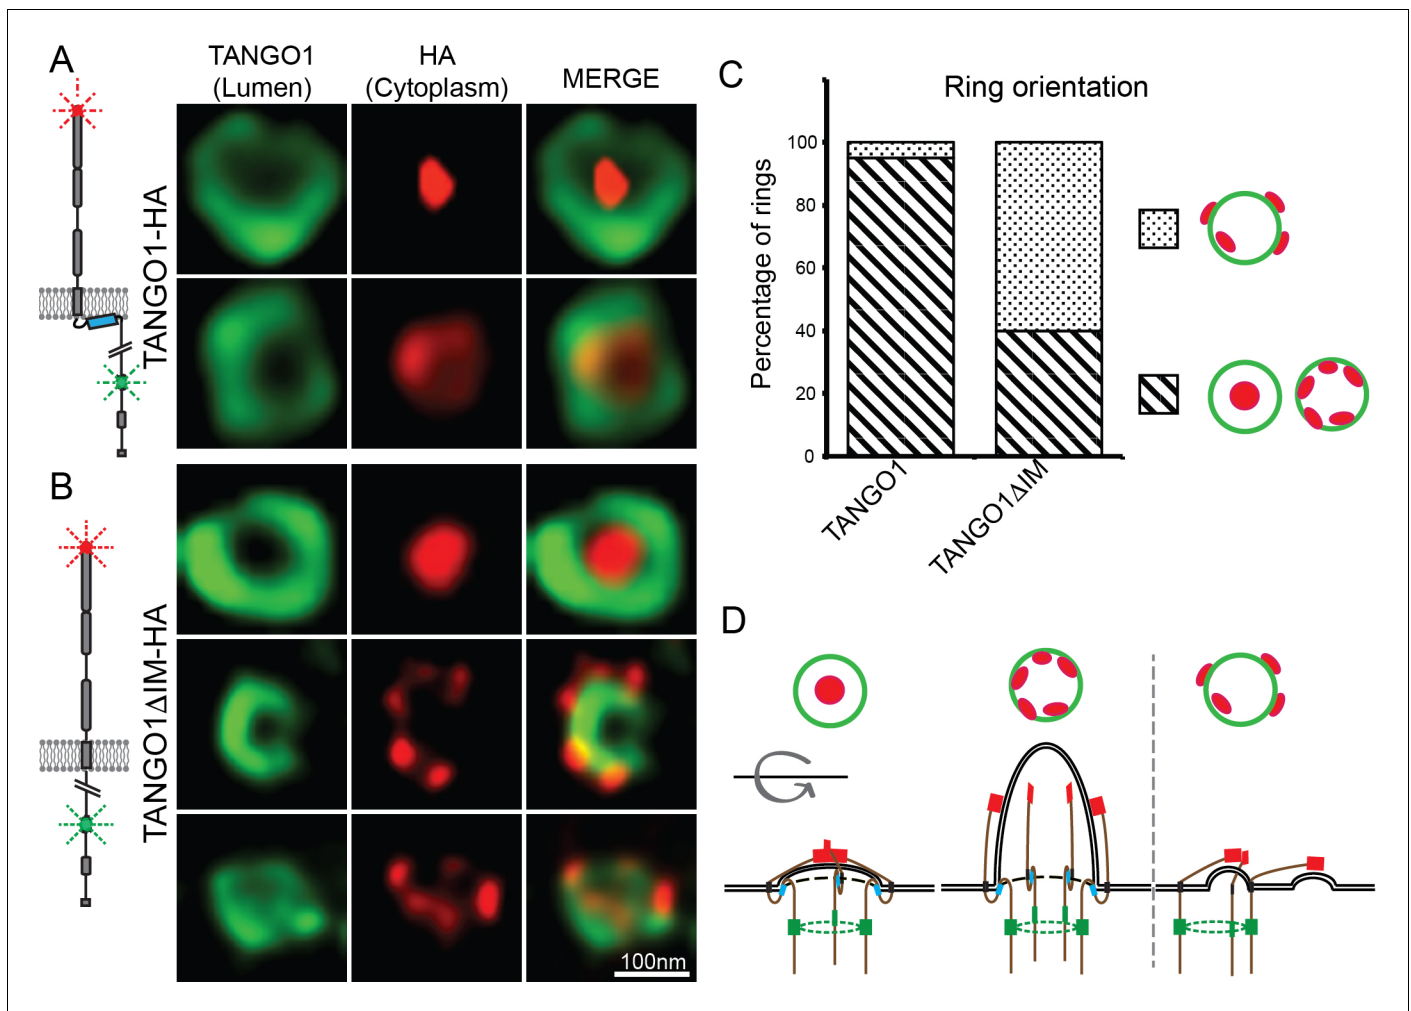 A
TANGO1
(Lumen)
HA
(Cytoplasm)
MERGE
TANGO1-HA
B
TANGO1ΔIM-HA
100nm
C
Ring orientation
Percentage of rings
100
80
60
40
20
0
TANGO1
TANGO1ΔIM
D